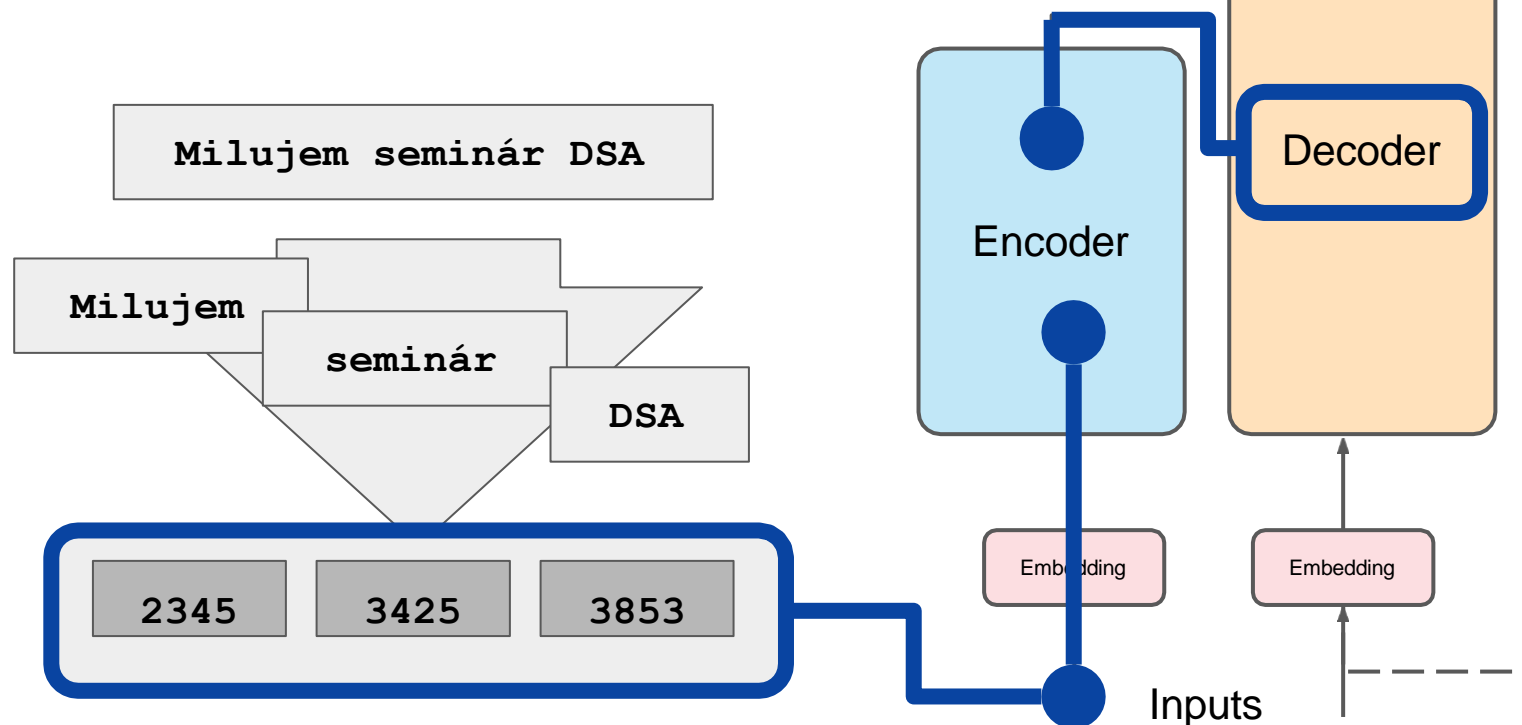 Milujem seminár DSA
Milujem
seminár
DSA
2345 3425 3853
Decoder
Encoder
Embedding Embedding
Inputs